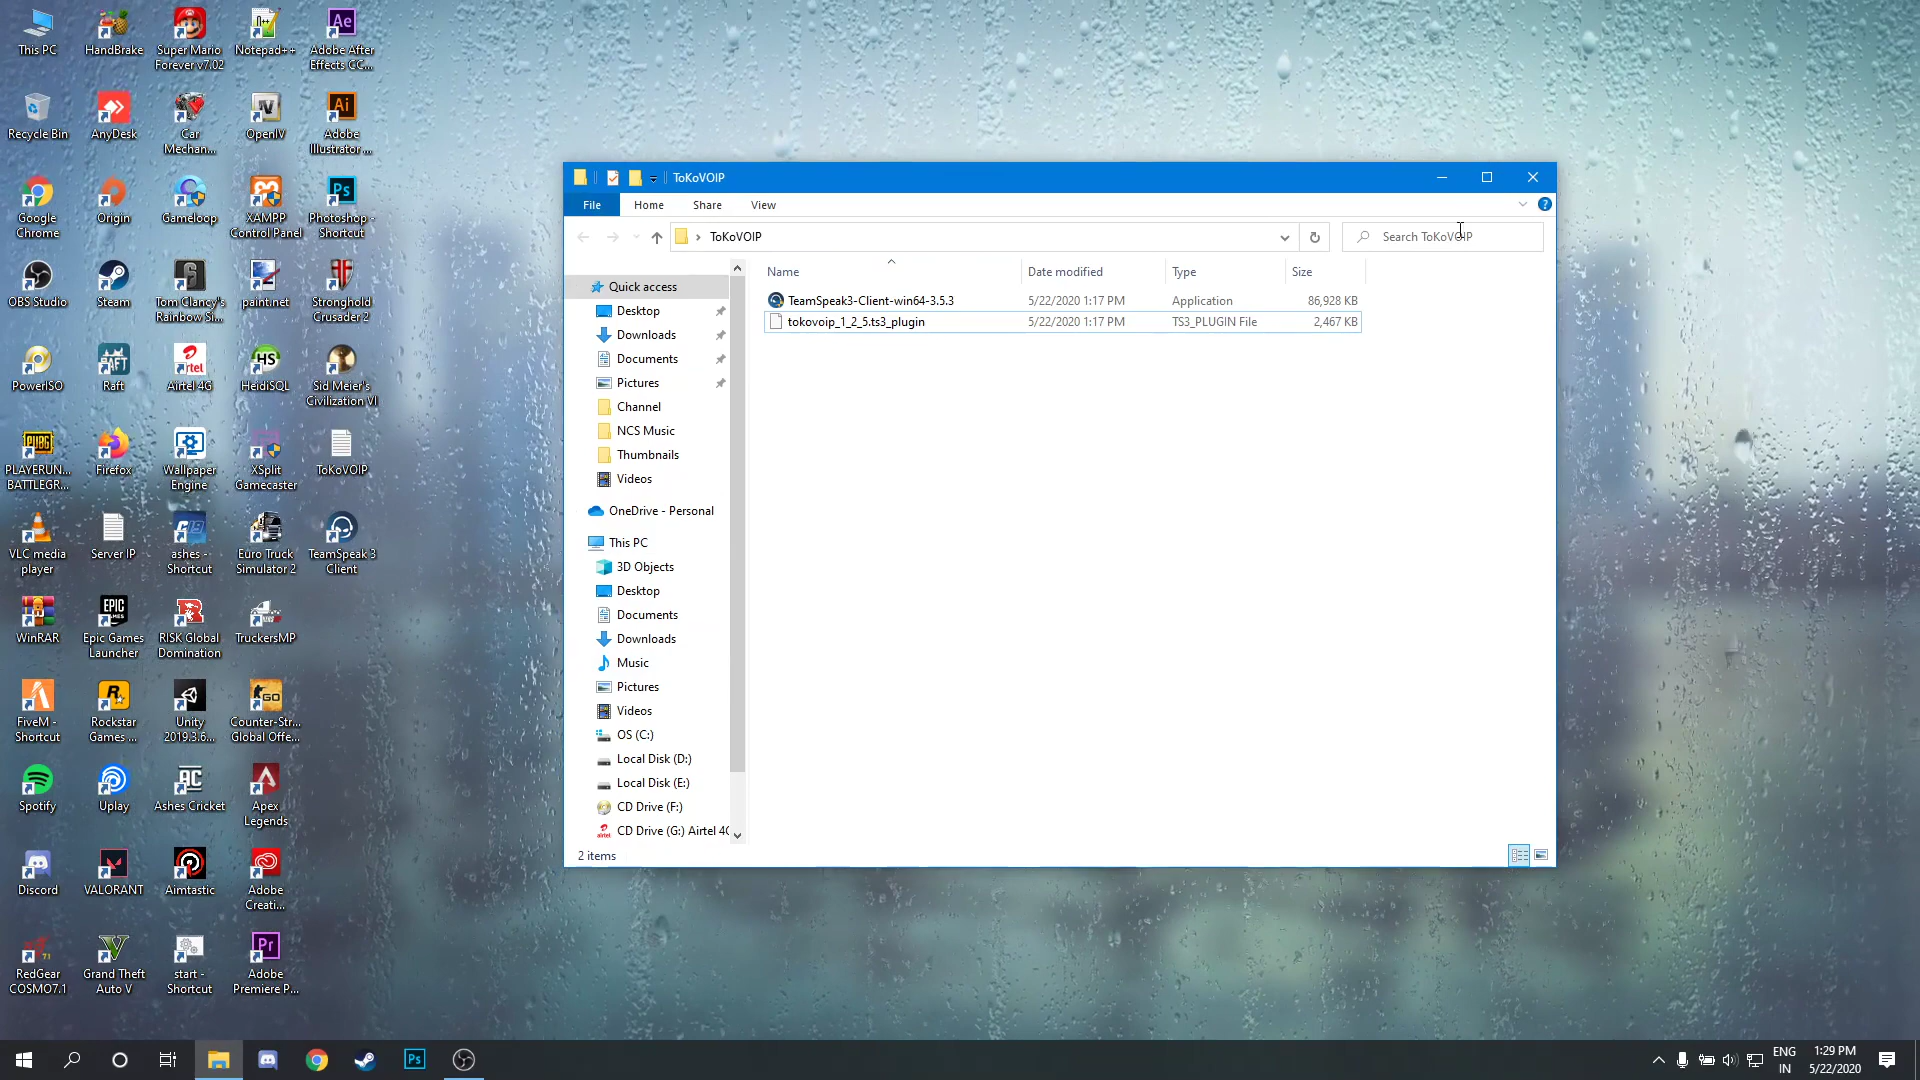 This PC
HandBrake
Super Mario
Forever v7.02
Notepad++
Adobe After
Effects CC...
Recycle Bin
AnyDesk
Car
Mechan...
OpenIV
Adobe
Illustrator ...
Google
Chrome
Origin
Gameloop
XAMPP
Control Panel
Photoshop -
Shortcut
OBS Studio
Steam
Tom Clancy's
Rainbow Si...
paint.net
Stronghold
Crusader 2
PowerISO
Raft
Airtel 4G
HeidiSQL
Sid Meier's
Civilization VI
PLAYERUN...
BATTLEGR...
Firefox
Wallpaper
Engine
XSplit
Gamecaster
ToKoVOIP
VLC media
player
Server IP
ashes -
Shortcut
Euro Truck
Simulator 2
TeamSpeak 3
Client
WinRAR
Epic Games
Launcher
RISK Global
Domination
TruckersMP
FiveM -
Shortcut
Rockstar
Games ...
Unity
2019.3.6...
Counter-Str...
Global Offe...
Spotify
Uplay
Ashes Cricket
Apex
Legends
Discord
VALORANT
Aimtastic
Adobe
Creati...
RedGear
COSMO7.1
Grand Theft
Auto V
start -
Shortcut
Adobe
Premiere P...
ToKoVOIP
File Home Share View
ToKoVOIP
Search ToKoVOIP
Name Date modified Type Size
TeamSpeak3-Client-win64-3.5.3 5/22/2020 1:17 PM Application 86,928 KB
tokovoip_1_2_5.ts3_plugin 5/22/2020 1:17 PM TS3_PLUGIN File 2,467 KB
Quick access
Desktop
Downloads
Documents
Pictures
Channel
NCS Music
Thumbnails
Videos
OneDrive - Personal
This PC
3D Objects
Desktop
Documents
Downloads
Music
Pictures
Videos
OS (C:)
Local Disk (D:)
Local Disk (E:)
CD Drive (F:)
CD Drive (G:) Airtel 4G
2 items
ENG
IN
1:29 PM
5/22/2020